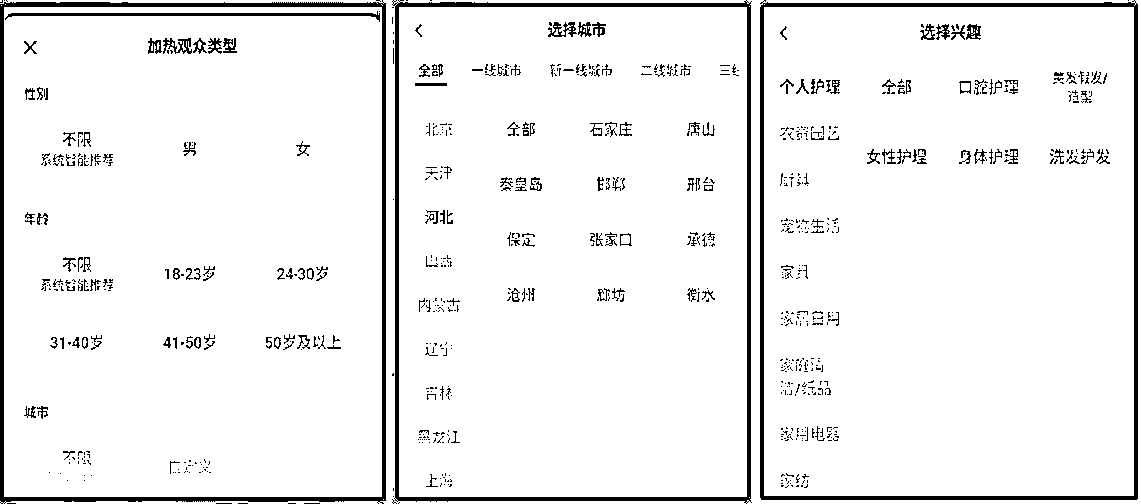 加热观众类型
性别
不限 男 女
系统智能推荐
年龄
不限 18-23岁 24-30岁
系统智能推荐
31-40岁 41-50岁 50岁及以上
城市
不限 自定义
选择城市
全部 一线城市 新一线城市 二线城市 三线
北京 全部 石家庄 唐山
天津
秦皇岛 邯郸 邢台
河北
保定 张家口 承德
山西
内蒙古 沧州 廊坊 衡水
辽宁
吉林
黑龙江
上海
选择兴趣
个人护理 全部 口腔护理 美发假发/
造型
农资园艺
女性护理 身体护理 洗发护发
厨具
宠物生活
家具
家居日用
家庭清
洁/纸品
家用电器
家纺